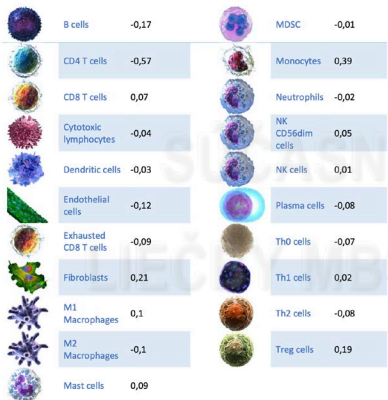 B cells -0,17
CD4 T cells -0,57
CD8 T cells 0,07
Cytotoxic
lymphocytes -0,04
Dendritic cells -0,03
Endothelial
cells -0,12
Exhausted
CD8 T cells -0,09
Fibroblasts 0,21
M1
Macrophages 0,1
M2
Macrophages -0,1
Mast cells 0,09
MDSC -0,01
Monocytes 0,39
Neutrophils -0,02
NK
CD56dim
cells 0,05
NK cells 0,01
Plasma cells -0,08
Th0 cells -0,07
Th1 cells 0,02
Th2 cells -0,08
Treg cells 0,19
SÚČASN
LIEČBY MB